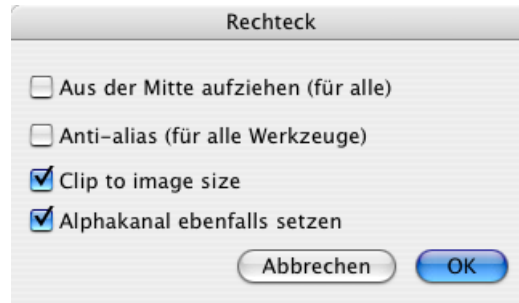 Rechteck
Aus der Mitte aufziehen (für alle)
Anti-alias (für alle Werkzeuge)
Clip to image size
Alphakanal ebenfalls setzen
Abbrechen OK